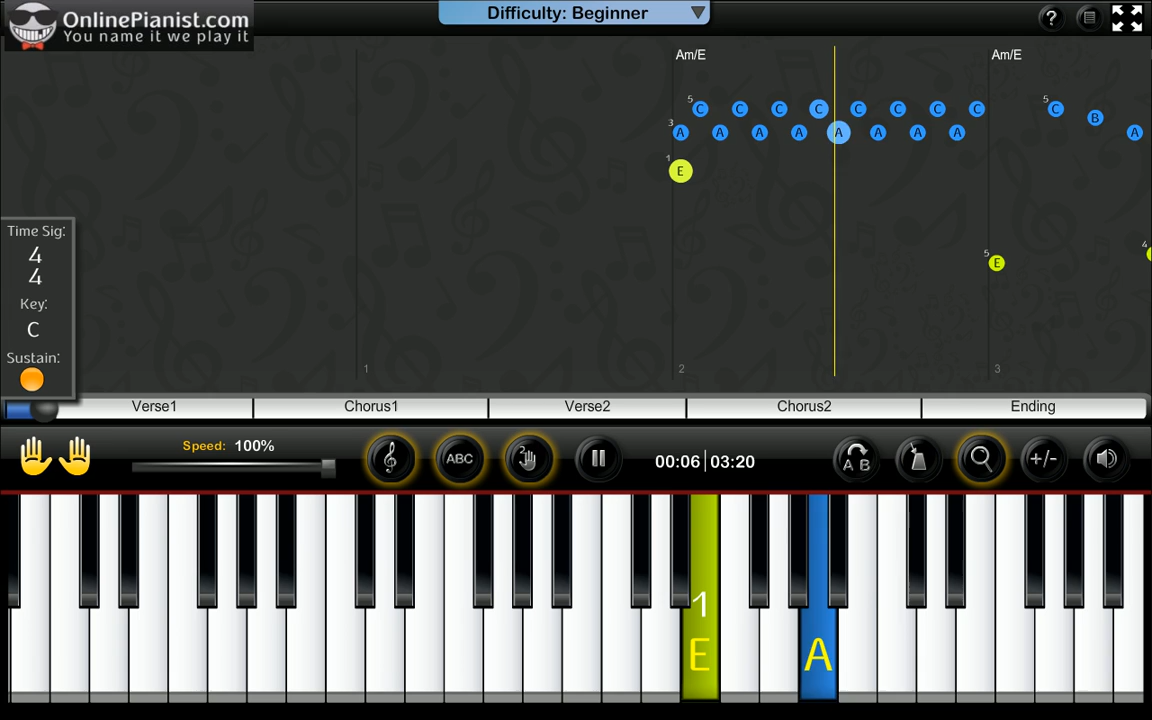 OnlinePianist.com
You name it we play it
Difficulty: Beginner
?
Am/E
Am/E
5 C C C C C C C C 5 C B
3 A A A A A A A A A
1 E
5 E
4
Time Sig:
4
4
Key:
C
Sustain:
1
2
3
Verse1
Chorus1
Verse2
Chorus2
Ending
Speed: 100%
ABC
2
00:06 | 03:20
A B
+/-
1
E
A